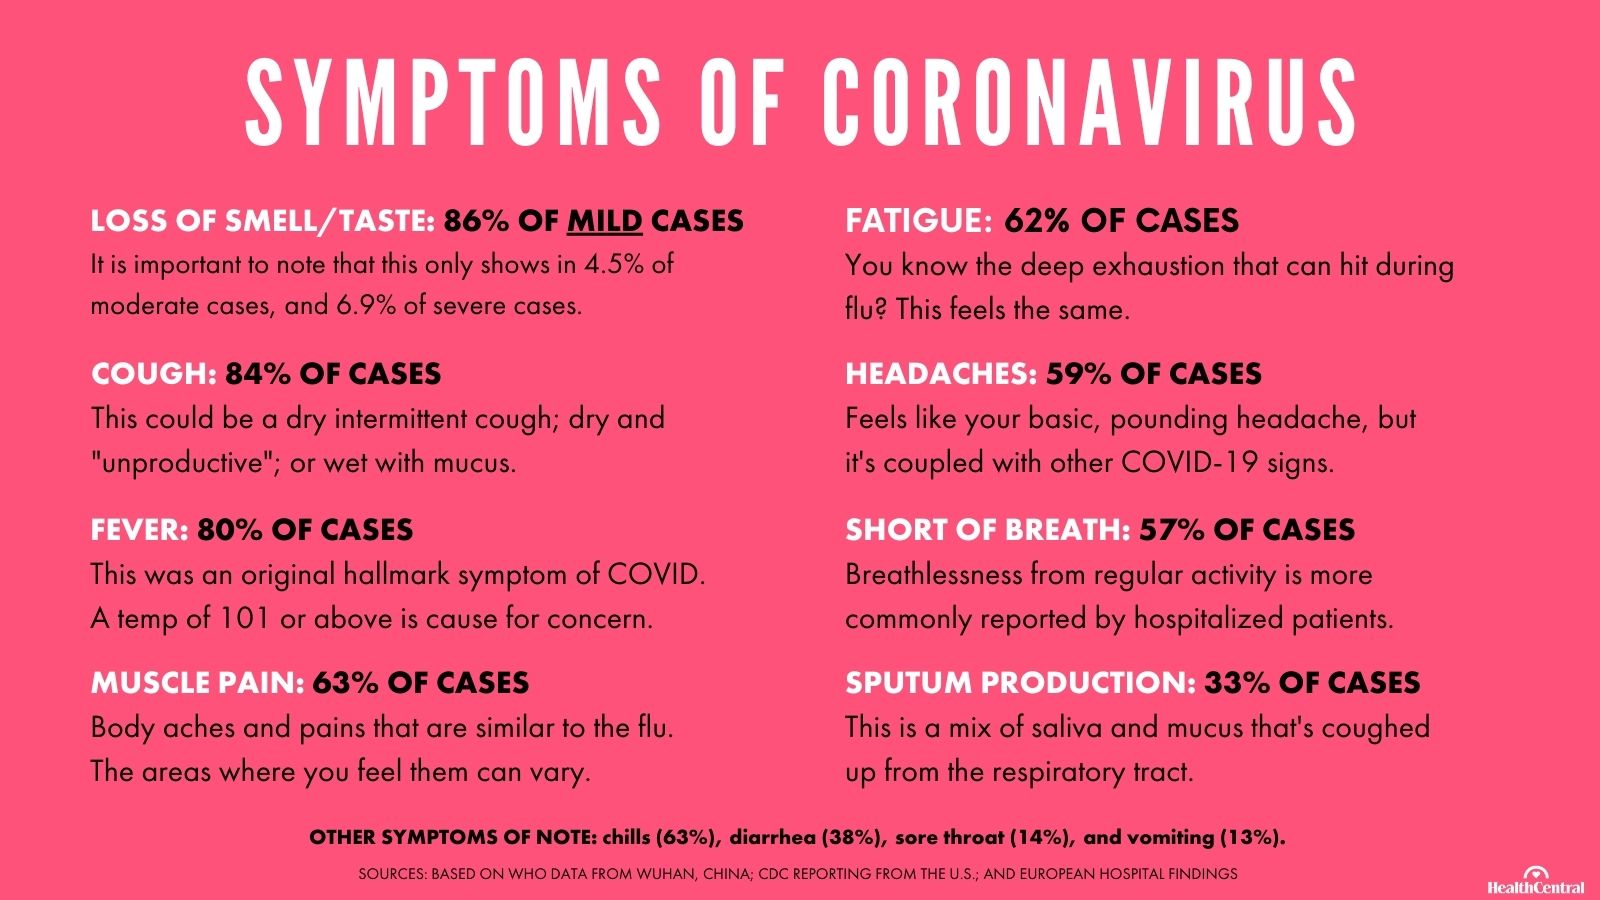 SYMPTOMS OF CORONAVIRUS
LOSS OF SMELL/TASTE: 86% OF MILD CASES
It is important to note that this only shows in 4.5% of
moderate cases, and 6.9% of severe cases.
COUGH: 84% OF CASES
This could be a dry intermittent cough; dry and
"unproductive"; or wet with mucus.
FEVER: 80% OF CASES
This was an original hallmark symptom of COVID.
A temp of 101 or above is cause for concern.
MUSCLE PAIN: 63% OF CASES
Body aches and pains that are similar to the flu.
The areas where you feel them can vary.
FATIGUE: 62% OF CASES
You know the deep exhaustion that can hit during
flu? This feels the same.
HEADACHES: 59% OF CASES
Feels like your basic, pounding headache, but
it's coupled with other COVID-19 signs.
SHORT OF BREATH: 57% OF CASES
Breathlessness from regular activity is more
commonly reported by hospitalized patients.
SPUTUM PRODUCTION: 33% OF CASES
This is a mix of saliva and mucus that's coughed
up from the respiratory tract.
OTHER SYMPTOMS OF NOTE: chills (63%), diarrhea (38%), sore throat (14%), and vomiting (13%).
SOURCES: BASED ON WHO DATA FROM WUHAN, CHINA; CDC REPORTING FROM THE U.S.; AND EUROPEAN HOSPITAL FINDINGS
HealthCentral